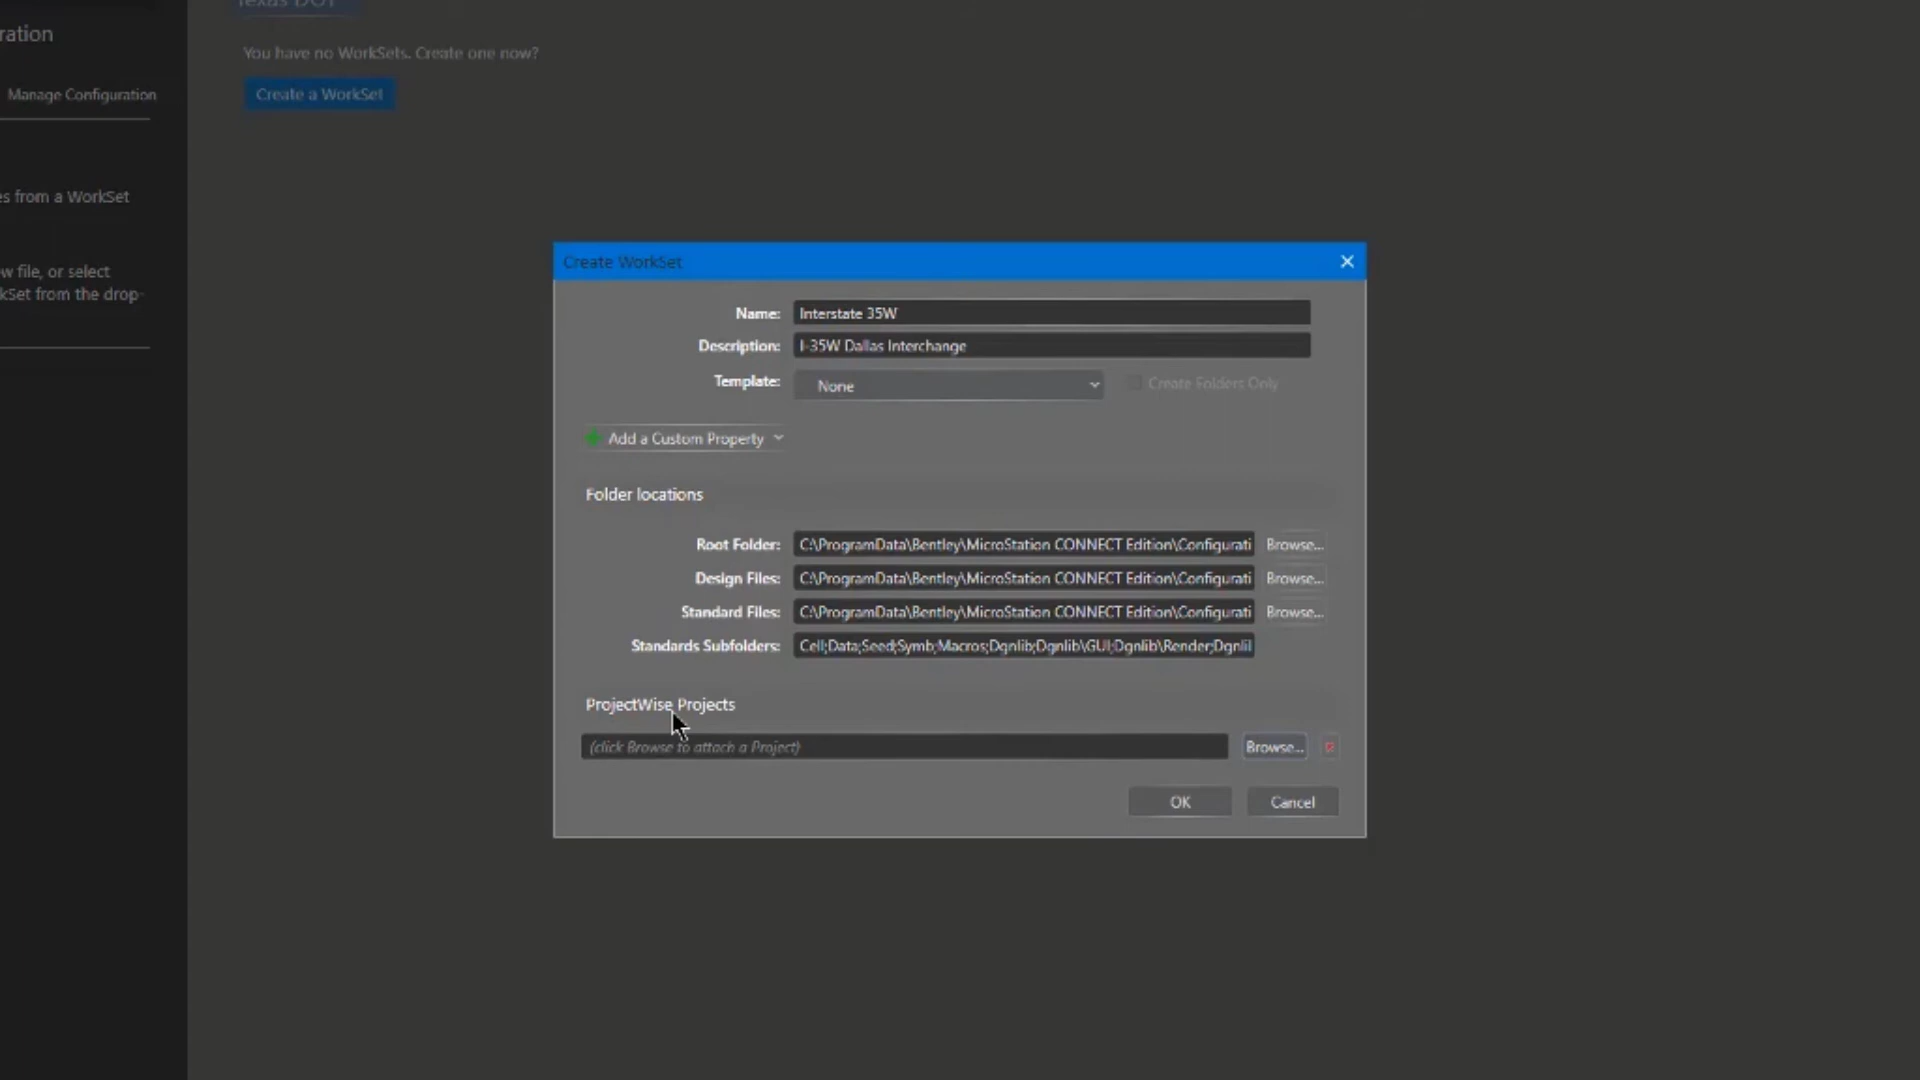 Texas DOT
ration
You have no WorkSets. Create one now?
Manage Configuration
Create a WorkSet
es from a WorkSet
w file, or select
kSet from the drop-
Create WorkSet
Name: Interstate 35W
Description: I-35W Dallas Interchange
Template: None Create Folders Only
Add a Custom Property
Folder locations
Root Folder: C:\ProgramData\Bentley\MicroStation CONNECT Edition\Configurati Browse...
Design Files: C:\ProgramData\Bentley\MicroStation CONNECT Edition\Configurati Browse...
Standard Files: C:\ProgramData\Bentley\MicroStation CONNECT Edition\Configurati Browse...
Standards Subfolders: Cell;Data;Seed;Symb;Macros;Dgnlib;Dgnlib\GUI;Dgnlib\Render;Dgnlil
ProjectWise Projects
(click Browse to attach a Project) Browse...
OK Cancel